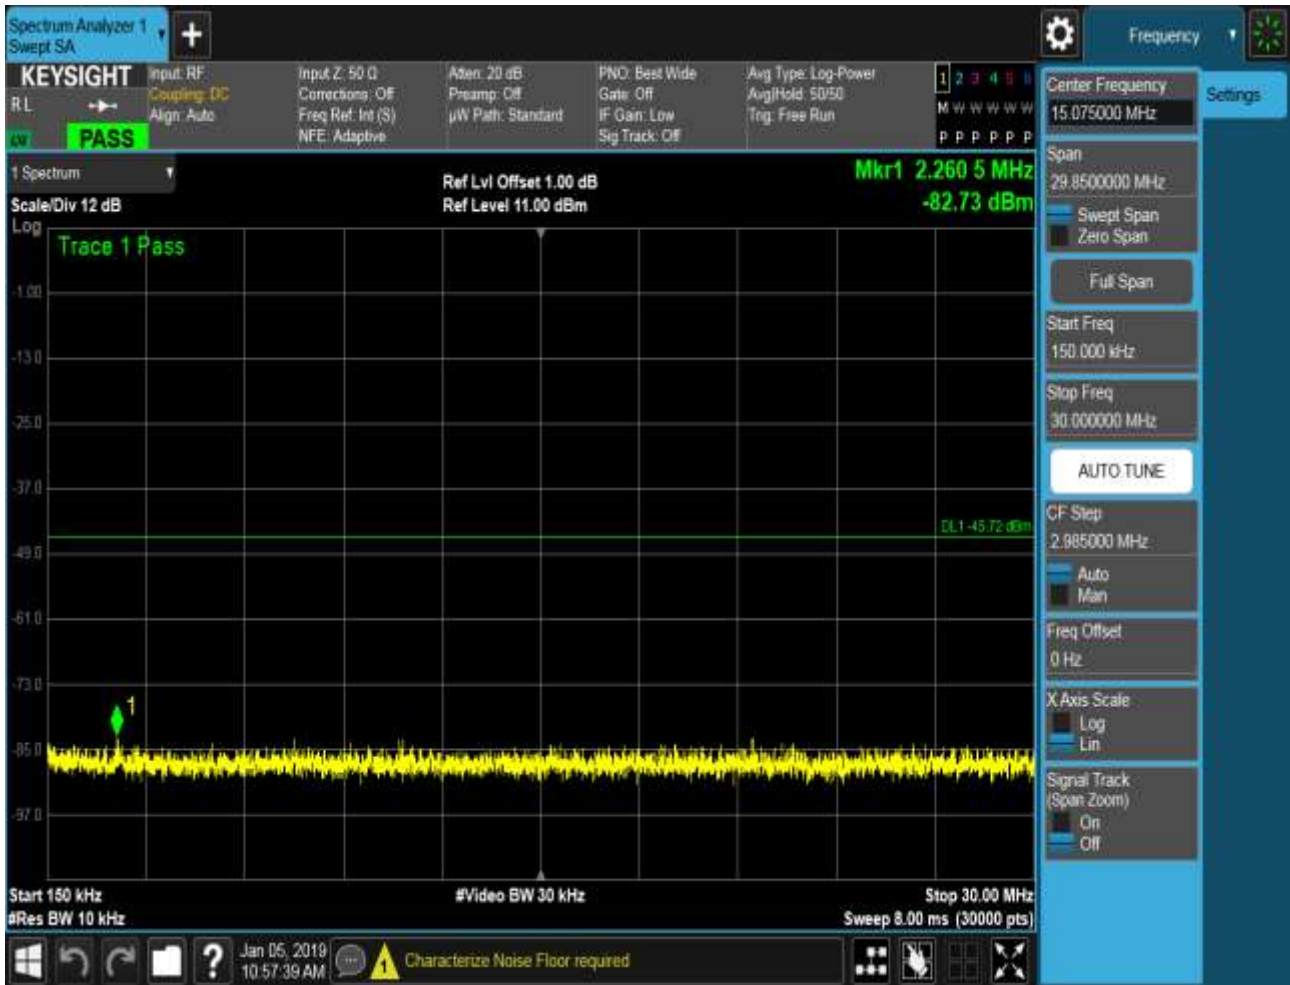 Spectrum Analyzer 1
Swept SA
Frequency
KEYSIGHT
R L
PASS
Input: RF
Coupling: DC
Align: Auto
Input Z: 50 Ω
Corrections: Off
Freq Ref: Int (S)
NFE: Adaptive
Atten: 20 dB
Preamp: Off
µW Path: Standard
PNO: Best Wide
Gate: Off
IF Gain: Low
Sig Track: Off
Avg Type: Log-Power
Avg|Hold: 50/50
Trig: Free Run
1 2 3 4 5 6
M W W W W W
P P P P P P
1 Spectrum
Scale/Div 12 dB
Log
Ref Lvl Offset 1.00 dB
Ref Level 11.00 dBm
Mkr1 2.260 5 MHz
-82.73 dBm
Trace 1 Pass
-1.00
-13.0
-25.0
-37.0
DL1 -45.72 dBm
-49.0
-61.0
-73.0
1
-85.0
-97.0
Start 150 kHz
#Res BW 10 kHz
#Video BW 30 kHz
Stop 30.00 MHz
Sweep 8.00 ms (30000 pts)
Center Frequency
15.075000 MHz
Settings
Span
29.8500000 MHz
Swept Span
Zero Span
Full Span
Start Freq
150.000 kHz
Stop Freq
30.000000 MHz
AUTO TUNE
CF Step
2.985000 MHz
Auto
Man
Freq Offset
0 Hz
X Axis Scale
Log
Lin
Signal Track
(Span Zoom)
On
Off
?
Jan 05, 2019
10:57:39 AM
1
Characterize Noise Floor required